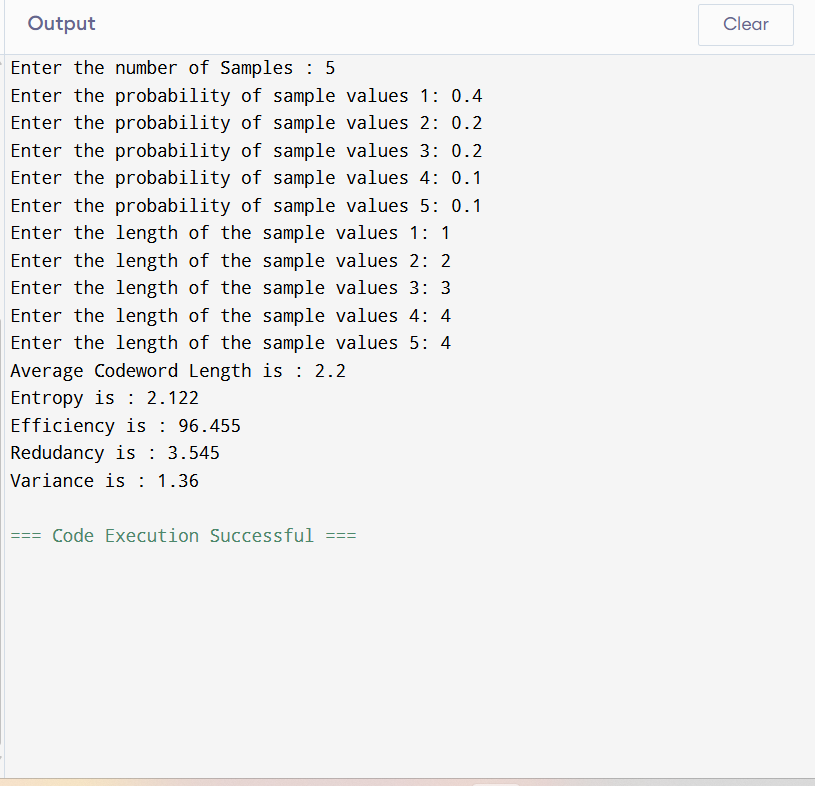 Output
Clear
Enter the number of Samples : 5
Enter the probability of sample values 1: 0.4
Enter the probability of sample values 2: 0.2
Enter the probability of sample values 3: 0.2
Enter the probability of sample values 4: 0.1
Enter the probability of sample values 5: 0.1
Enter the length of the sample values 1: 1
Enter the length of the sample values 2: 2
Enter the length of the sample values 3: 3
Enter the length of the sample values 4: 4
Enter the length of the sample values 5: 4
Average Codeword Length is : 2.2
Entropy is : 2.122
Efficiency is : 96.455
Redudancy is : 3.545
Variance is : 1.36
=== Code Execution Successful ===